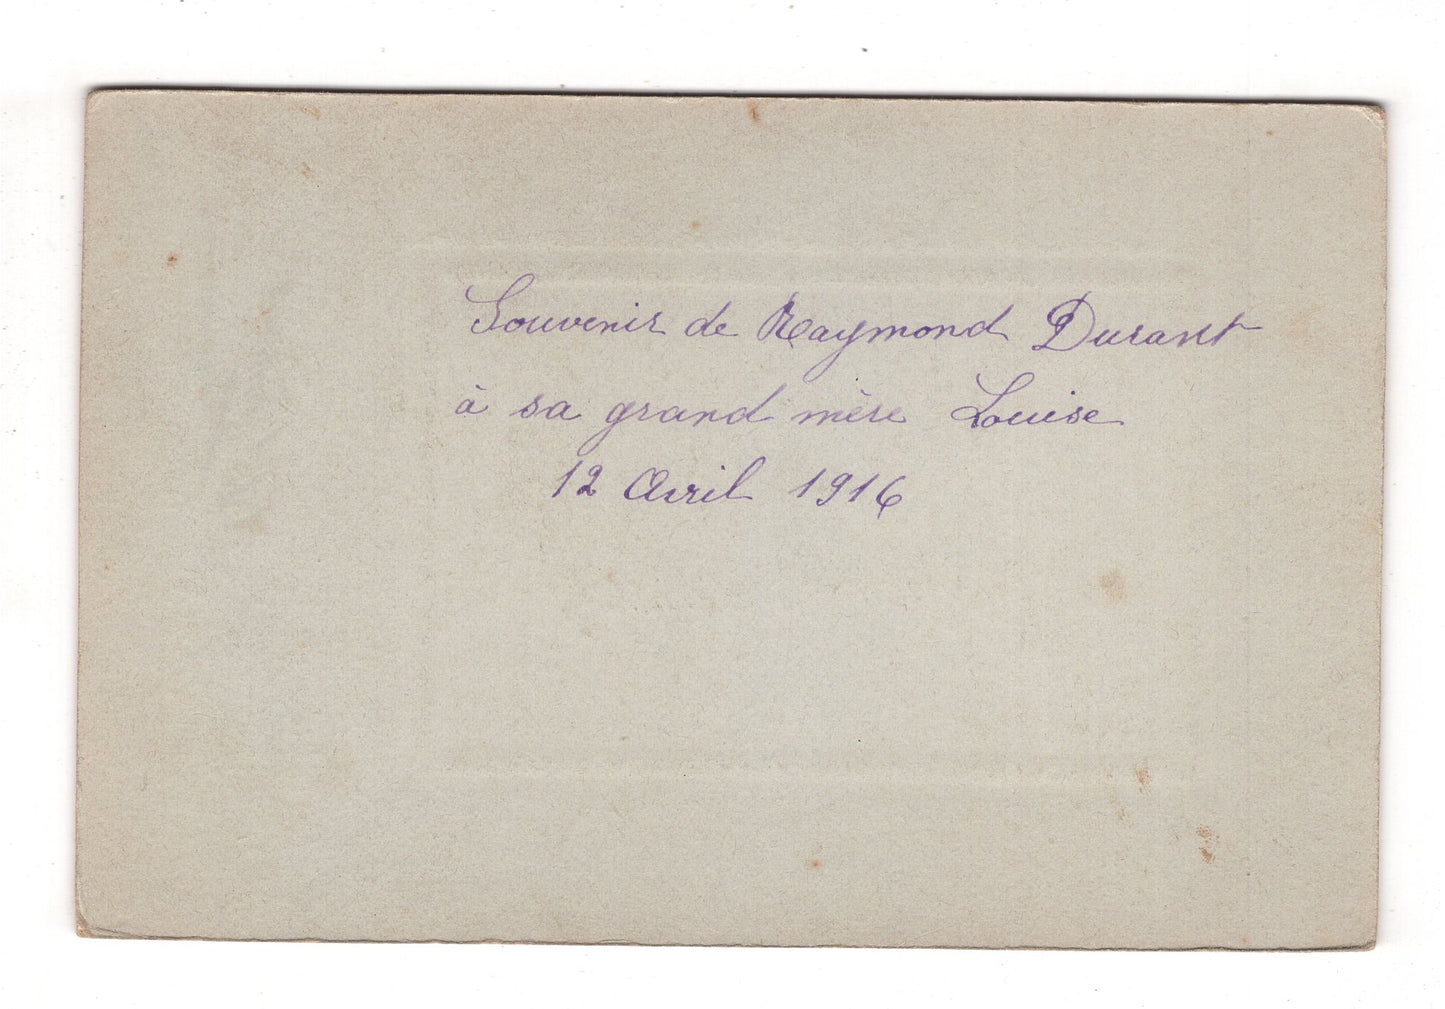 Souvenir de Raymond Durant
à sa grand mère Louise
12 Avril 1916